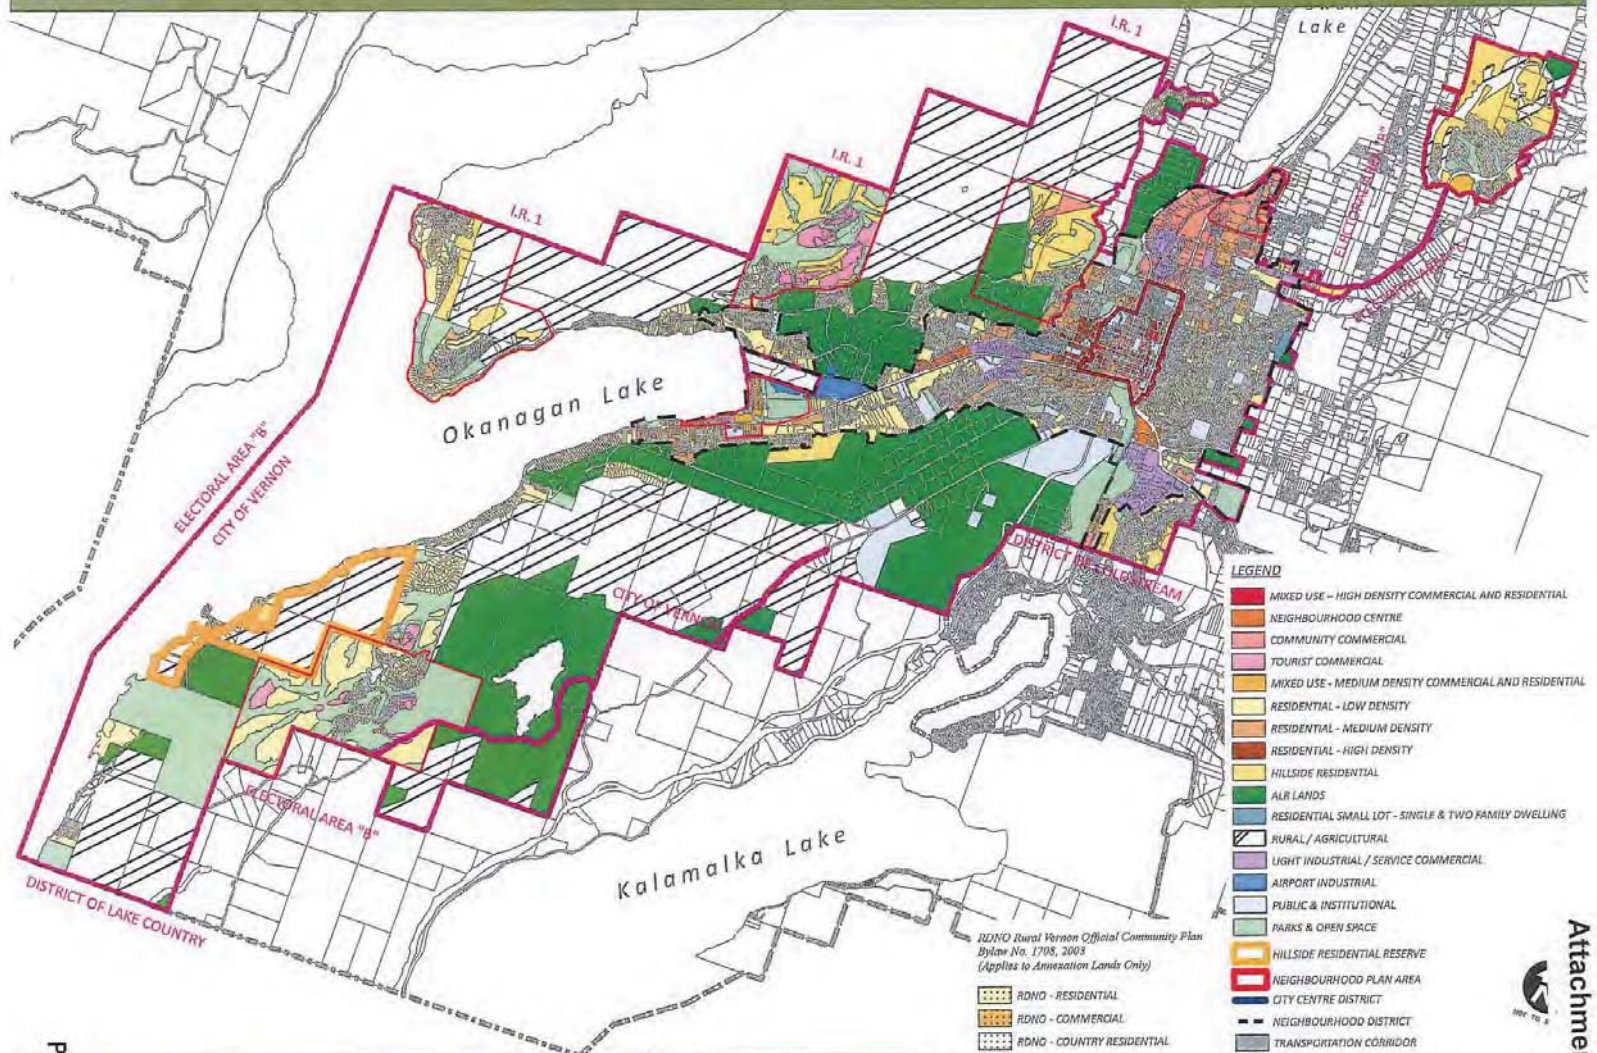 I.R. 1
Lake
I.R. 1
I.R. 1
Okanagan Lake
ELECTORAL AREA "B"
CITY OF VERNON
CITY OF VERNON
DISTRICT OF COLDSTREAM
ELECTORAL AREA "B"
Kalamalka Lake
DISTRICT OF LAKE COUNTRY
LEGEND
MIXED USE – HIGH DENSITY COMMERCIAL AND RESIDENTIAL
NEIGHBOURHOOD CENTRE
COMMUNITY COMMERCIAL
TOURIST COMMERCIAL
MIXED USE - MEDIUM DENSITY COMMERCIAL AND RESIDENTIAL
RESIDENTIAL - LOW DENSITY
RESIDENTIAL - MEDIUM DENSITY
RESIDENTIAL - HIGH DENSITY
HILLSIDE RESIDENTIAL
ALR LANDS
RESIDENTIAL SMALL LOT - SINGLE & TWO FAMILY DWELLING
RURAL / AGRICULTURAL
LIGHT INDUSTRIAL / SERVICE COMMERCIAL
AIRPORT INDUSTRIAL
PUBLIC & INSTITUTIONAL
PARKS & OPEN SPACE
HILLSIDE RESIDENTIAL RESERVE
NEIGHBOURHOOD PLAN AREA
CITY CENTRE DISTRICT
NEIGHBOURHOOD DISTRICT
TRANSPORTATION CORRIDOR
RDNO Rural Vernon Official Community Plan
Bylaw No. 1708, 2003
(Applies to Annexation Lands Only)
RDNO - RESIDENTIAL
RDNO - COMMERCIAL
RDNO - COUNTRY RESIDENTIAL
Attachme
P